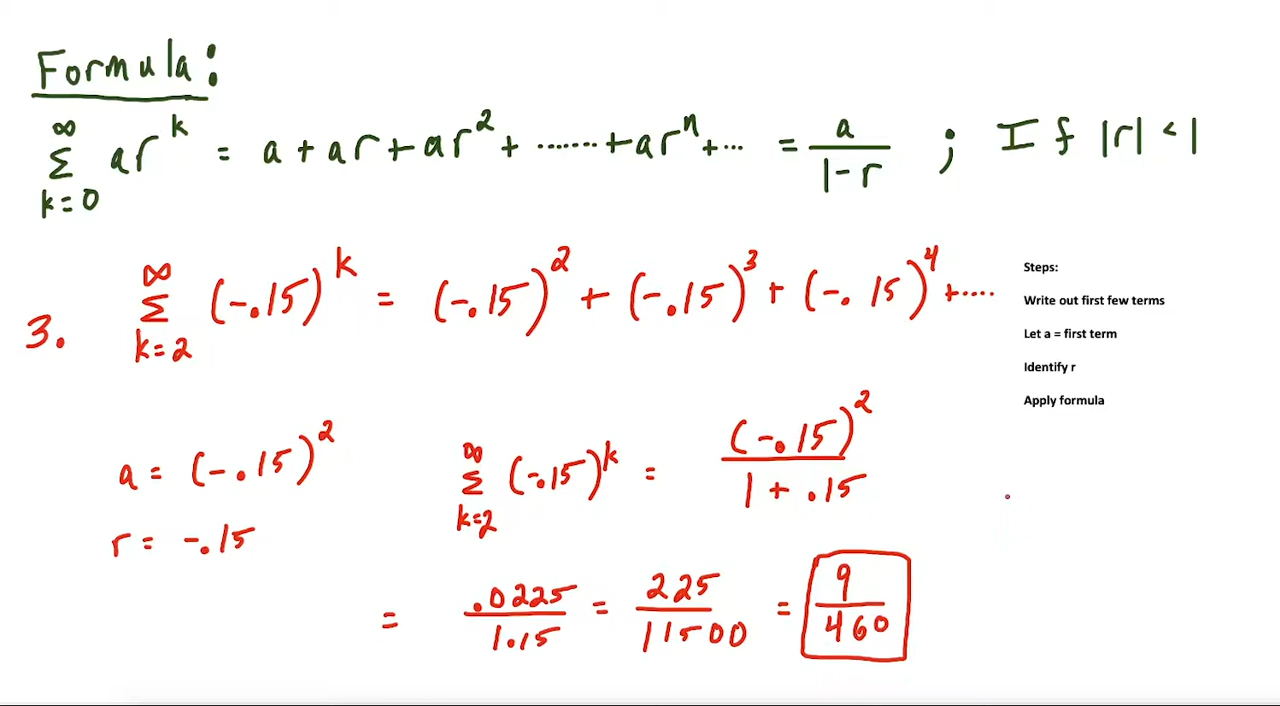 Formula:
∞ Σ k=0 ar^k = a + ar + ar^2 + ....... + ar^n + ... = a / 1-r ; If |r| < 1
3. ∞ Σ k=2 (-.15)^k = (-.15)^2 + (-.15)^3 + (-.15)^4 + .....
Steps:
Write out first few terms
Let a = first term
Identify r
Apply formula
a = (-.15)^2
r = -.15
∞ Σ k=2 (-.15)^k = (-.15)^2 / 1 + .15
= .0225 / 1.15 = 225 / 11500 = 9 / 460